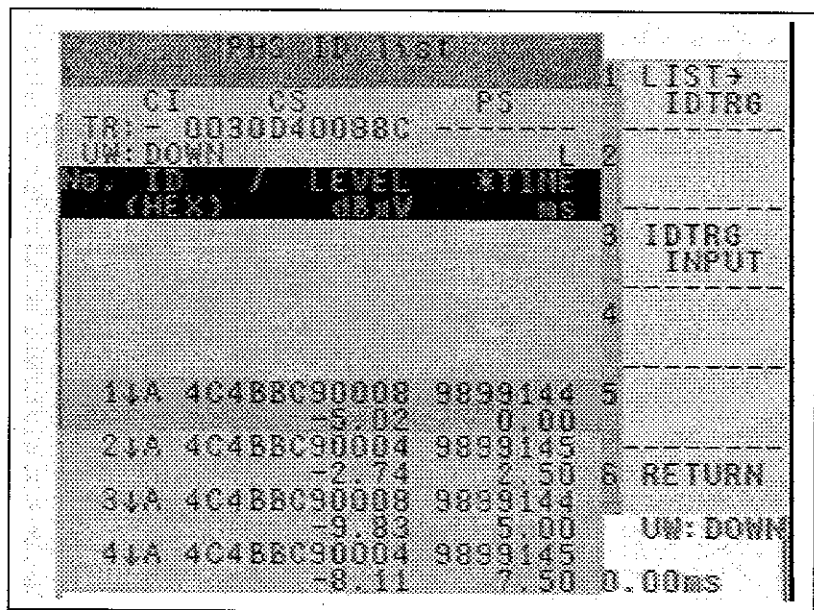 PHS ID list
CI CS PS
TR: - 0030D40098C -------
UW: DOWN L
No. ID / LEVEL *TIME
(HEX) dBmV ms
1↓A 4C4BBC90008 9899144
-5.02 0.00
2↓A 4C4BBC90004 9899145
-2.74 2.50
3↓A 4C4BBC90008 9899144
-9.83 5.00
4↓A 4C4BBC90004 9899145
-8.11 7.50
1 LIST→
IDTRG
2
3 IDTRG
INPUT
4
5
6 RETURN
UW: DOWN
0.00ms